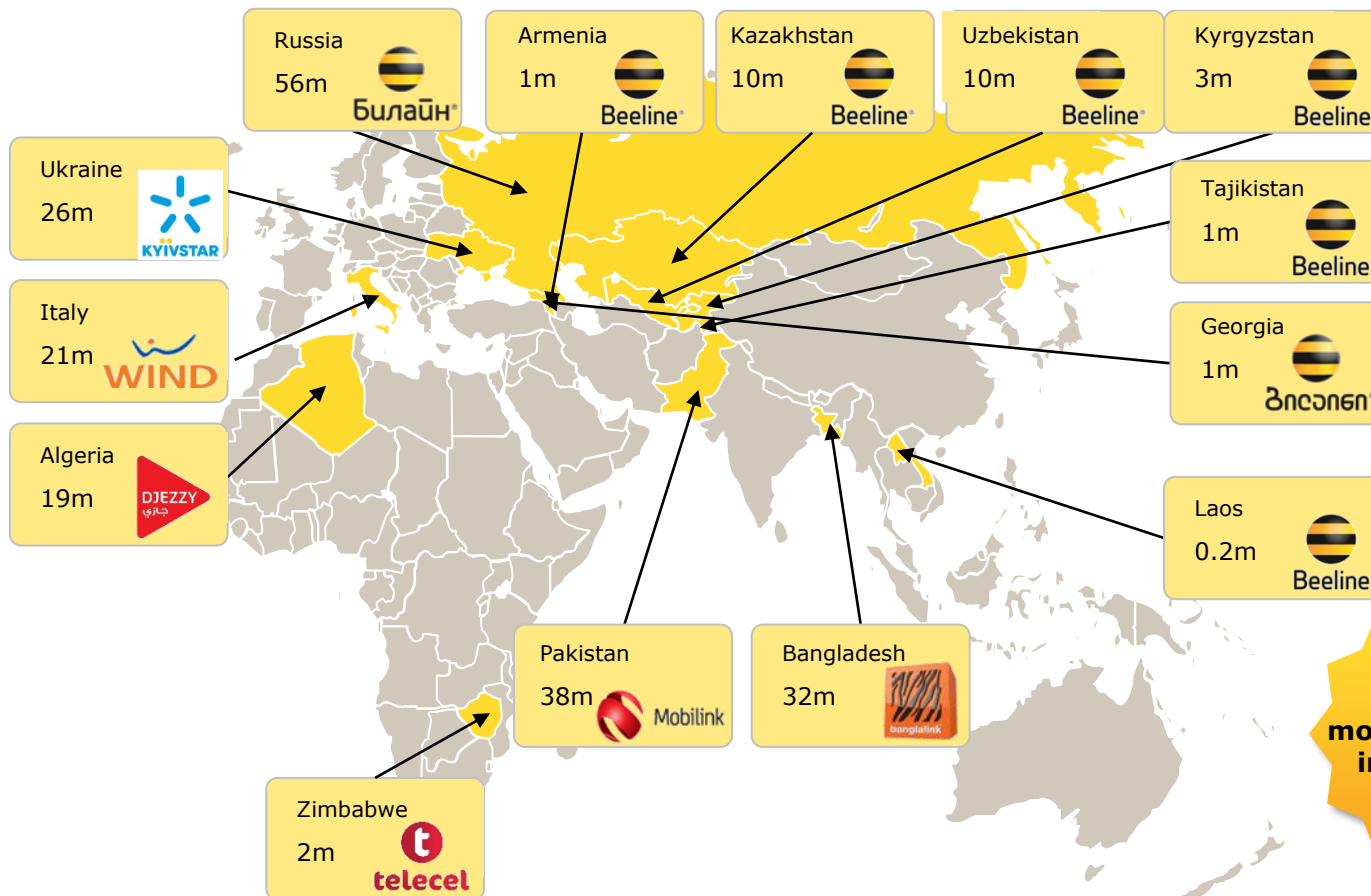 Russia
56m
Билайн
Armenia
1m
Beeline
Kazakhstan
10m
Beeline
Uzbekistan
10m
Beeline
Kyrgyzstan
3m
Beeline
Ukraine
26m
KYÏVSTAR
Tajikistan
1m
Beeline
Italy
21m
WIND
Georgia
1m
ბილაინი
Algeria
19m
DJEZZY
جازي
Laos
0.2m
Beeline
Pakistan
38m
Mobilink
Bangladesh
32m
banglalink
Zimbabwe
2m
t
telecel